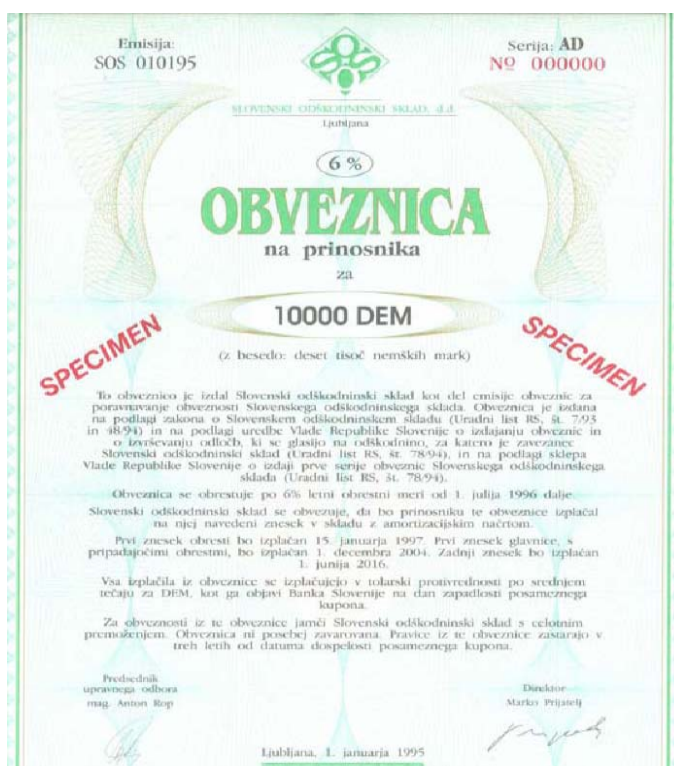 Emisija:
SOS 010195
SOS
Serija: AD
Nº 000000
SLOVENSKI ODŠKODNINSKI SKLAD, d.d.
Ljubljana
6 %
OBVEZNICA
na prinosnika
za
10000 DEM
SPECIMEN
SPECIMEN
(z besedo: deset tisoč nemških mark)
To obveznico je izdal Slovenski odškodninski sklad kot del emisije obveznic za
poravnavanje obveznosti Slovenskega odškodninskega sklada. Obveznica je izdana
na podlagi zakona o Slovenskem odškodninskem skladu (Uradni list RS, št. 7/93
in 48/94) in na podlagi uredbe Vlade Republike Slovenije o izdajanju obveznic in
o izvrševanju odločb, ki se glasijo na odškodnino, za katero je zavezanec
Slovenski odškodninski sklad (Uradni list RS, št. 78/94), in na podlagi sklepa
Vlade Republike Slovenije o izdaji prve serije obveznic Slovenskega odškodninskega
sklada (Uradni list RS, št. 78/94).
Obveznica se obrestuje po 6% letni obrestni meri od 1. julija 1996 dalje.
Slovenski odškodninski sklad se obvezuje, da bo prinosniku te obveznice izplačal
na njej navedeni znesek v skladu z amortizacijskim načrtom.
Prvi znesek obresti bo izplačan 15. januarja 1997. Prvi znesek glavnice, s
pripadajočimi obrestmi, bo izplačan 1. decembra 2004. Zadnji znesek bo izplačan
1. junija 2016.
Vsa izplačila iz obveznice se izplačujejo v tolarski protivrednosti po srednjem
tečaju za DEM, kot ga objavi Banka Slovenije na dan zapadlosti posameznega
kupona.
Za obveznosti iz te obveznice jamči Slovenski odškodninski sklad s celotnim
premoženjem. Obveznica ni posebej zavarovana. Pravice iz te obveznice zastarajo v
treh letih od datuma dospelosti posameznega kupona.
Predsednik
upravnega odbora
mag. Anton Rop
Direktor
Marko Prijatelj
Ljubljana, 1. januarja 1995